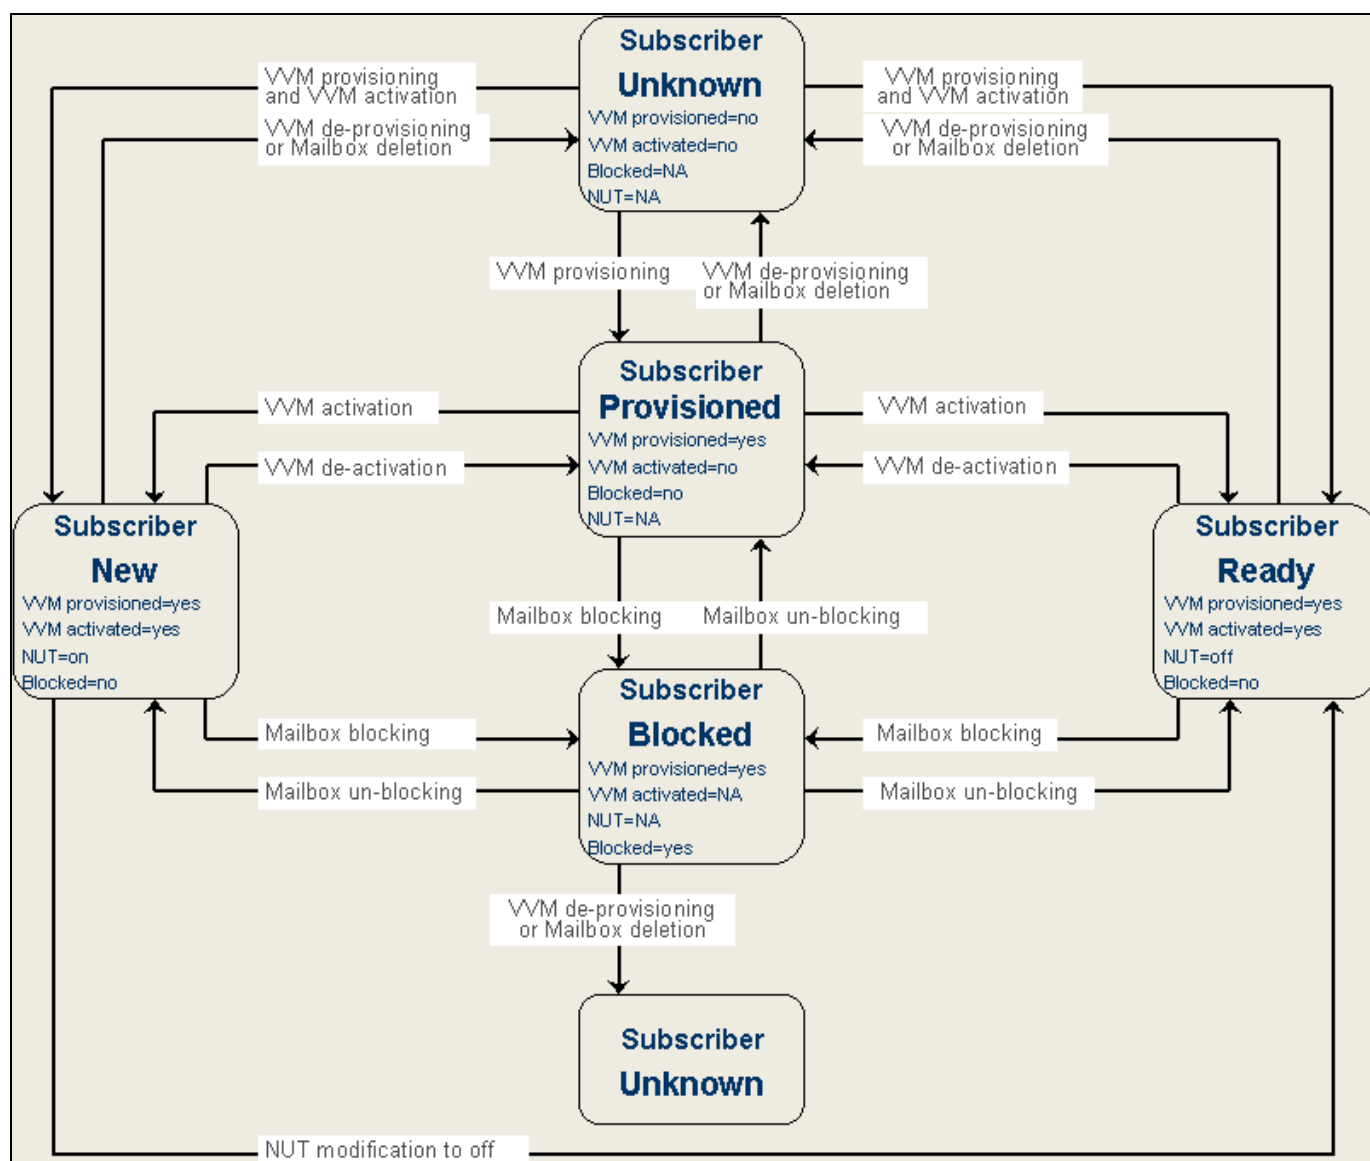 Subscriber
Unknown
VVM provisioned=no
VVM activated=no
Blocked=NA
NUT=NA
VVM provisioning
and VVM activation
VVM de-provisioning
or Mailbox deletion
VVM provisioning
and VVM activation
VVM de-provisioning
or Mailbox deletion
VVM provisioning
VVM de-provisioning
or Mailbox deletion
Subscriber
Provisioned
VVM provisioned=yes
VVM activated=no
Blocked=no
NUT=NA
VVM activation
VVM de-activation
VVM activation
VVM de-activation
Subscriber
New
VVM provisioned=yes
VVM activated=yes
NUT=on
Blocked=no
Subscriber
Ready
VVM provisioned=yes
VVM activated=yes
NUT=off
Blocked=no
Mailbox blocking
Mailbox un-blocking
Subscriber
Blocked
VVM provisioned=yes
VVM activated=NA
NUT=NA
Blocked=yes
Mailbox blocking
Mailbox un-blocking
Mailbox blocking
Mailbox un-blocking
VVM de-provisioning
or Mailbox deletion
Subscriber
Unknown
NUT modification to off